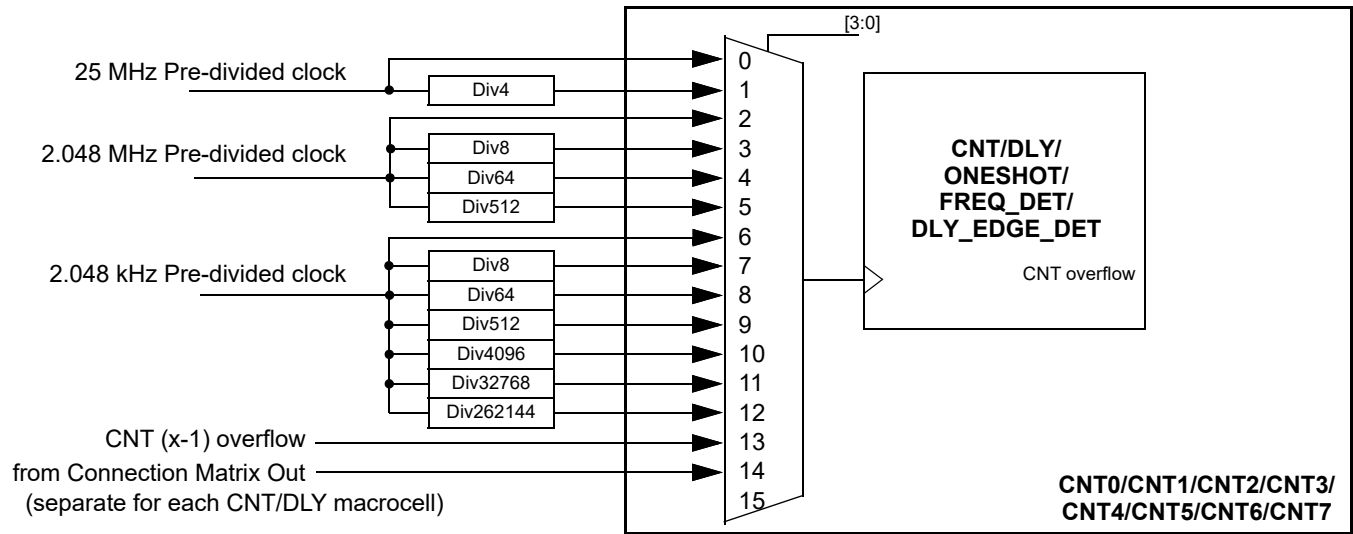 [3:0]
25 MHz Pre-divided clock
Div4
2.048 MHz Pre-divided clock
Div8
Div64
Div512
2.048 kHz Pre-divided clock
Div8
Div64
Div512
Div4096
Div32768
Div262144
CNT (x-1) overflow
from Connection Matrix Out
(separate for each CNT/DLY macrocell)
0
1
2
3
4
5
6
7
8
9
10
11
12
13
14
15
CNT/DLY/
ONESHOT/
FREQ_DET/
DLY_EDGE_DET
CNT overflow
CNT0/CNT1/CNT2/CNT3/
CNT4/CNT5/CNT6/CNT7